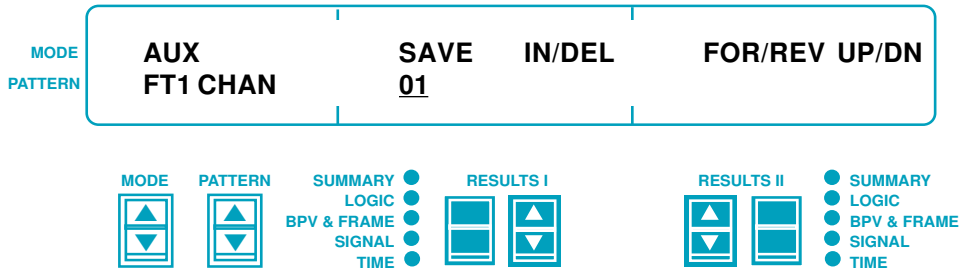 MODE AUX SAVE IN/DEL FOR/REV UP/DN
PATTERN FT1 CHAN 01
MODE PATTERN SUMMARY RESULTS I RESULTS II SUMMARY
LOGIC LOGIC
BPV & FRAME BPV & FRAME
SIGNAL SIGNAL
TIME TIME